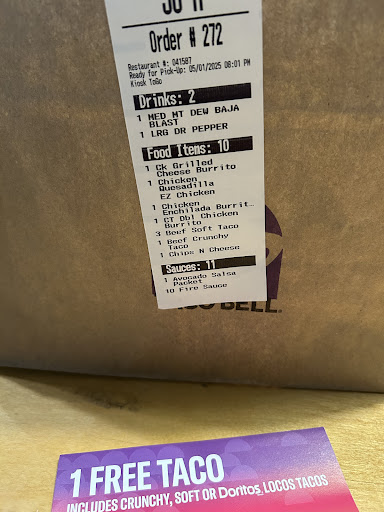 Order # 272
Restaurant #: 041587
Ready for Pick-Up: 05/01/2025 08:01 PM
Kiosk ToGo
Drinks: 2
1 MED MT DEW BAJA
BLAST
1 LRG DR PEPPER
Food Items: 10
1 Ck Grilled
Cheese Burrito
1 Chicken
Quesadilla
EZ Chicken
1 Chicken
Enchilada Burrit...
1 CT Dbl Chicken
Burrito
3 Beef Soft Taco
1 Beef Crunchy
Taco
1 Chips N Cheese
Sauces: 11
1 Avocado Salsa
Packet
10 Fire Sauce
BELL
1 FREE TACO
INCLUDES CRUNCHY, SOFT OR Doritos LOCOS TACOS